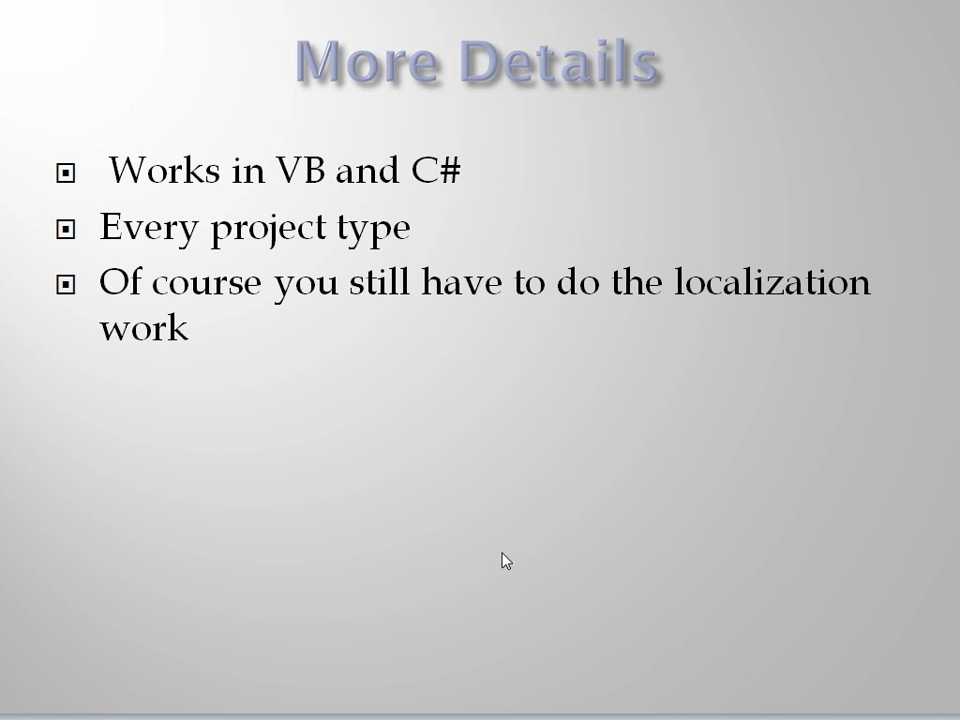 More Details
Works in VB and C#
Every project type
Of course you still have to do the localization
work